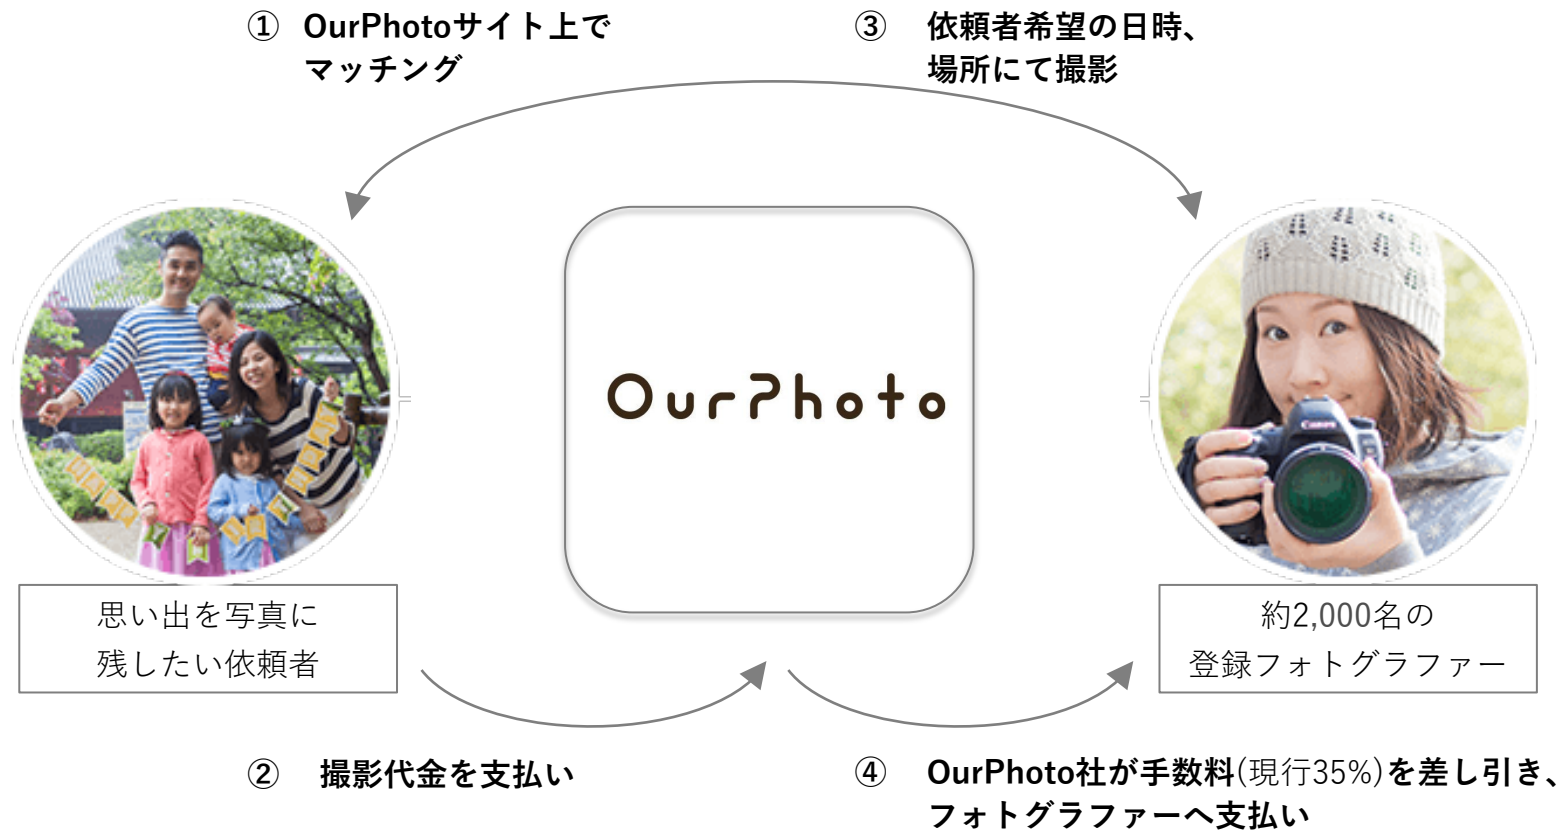 ① OurPhotoサイト上で
マッチング
③ 依頼者希望の日時、
場所にて撮影
OurPhoto
Canon
思い出を写真に
残したい依頼者
約2,000名の
登録フォトグラファー
② 撮影代金を支払い
④ OurPhoto社が手数料(現行35%)を差し引き、
フォトグラファーへ支払い